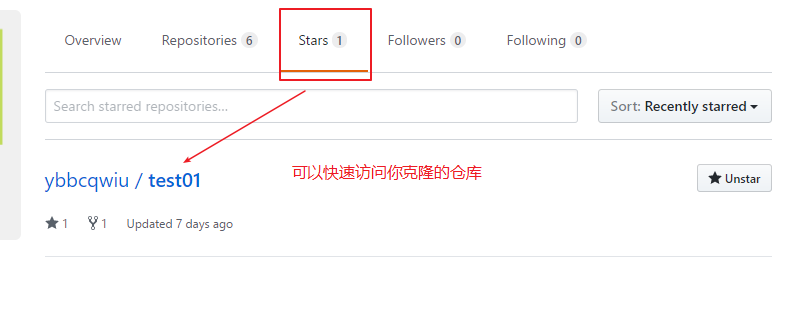 Overview Repositories 6 Stars 1 Followers 0 Following 0
Search starred repositories... Sort: Recently starred
ybbcqwiu / test01 可以快速访问你克隆的仓库 Unstar
1 1 Updated 7 days ago